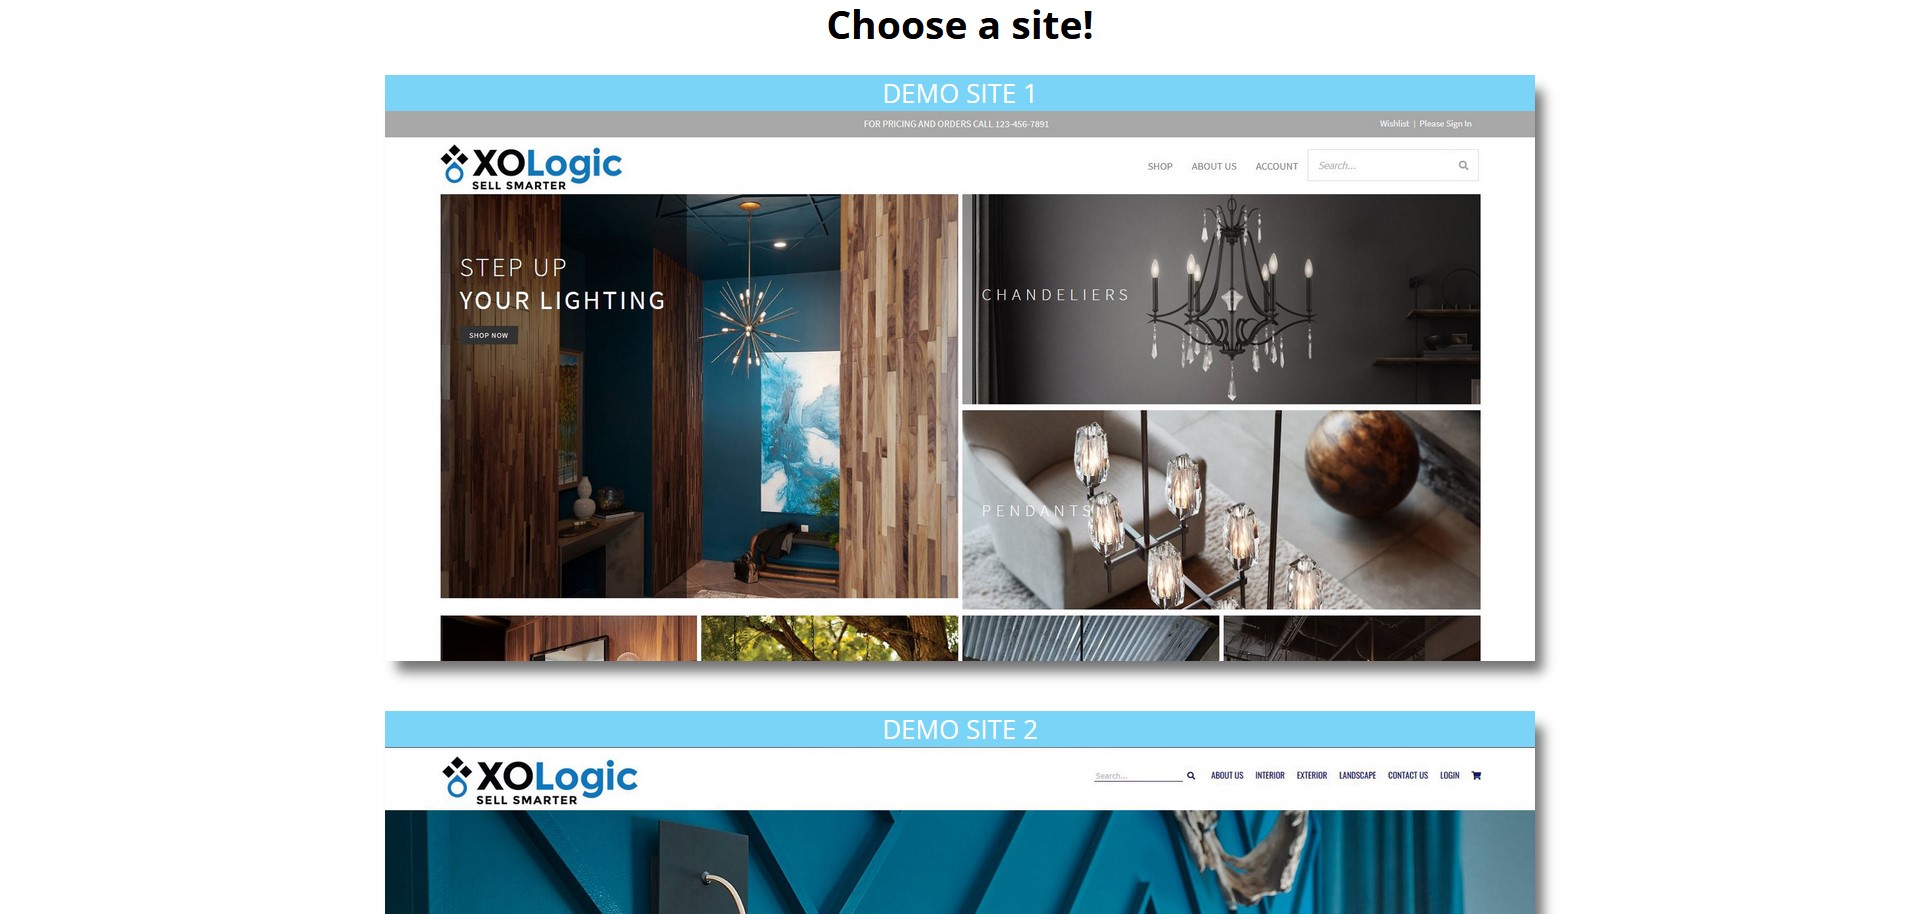 Choose a site!
DEMO SITE 1
FOR PRICING AND ORDERS CALL 123-456-7891
Wishlist | Please Sign In
XOLogic
SELL SMARTER
SHOP ABOUT US ACCOUNT Search...
STEP UP
YOUR LIGHTING
SHOP NOW
CHANDELIERS
PENDANTS
DEMO SITE 2
XOLogic
SELL SMARTER
Search... ABOUT US INTERIOR EXTERIOR LANDSCAPE CONTACT US LOGIN